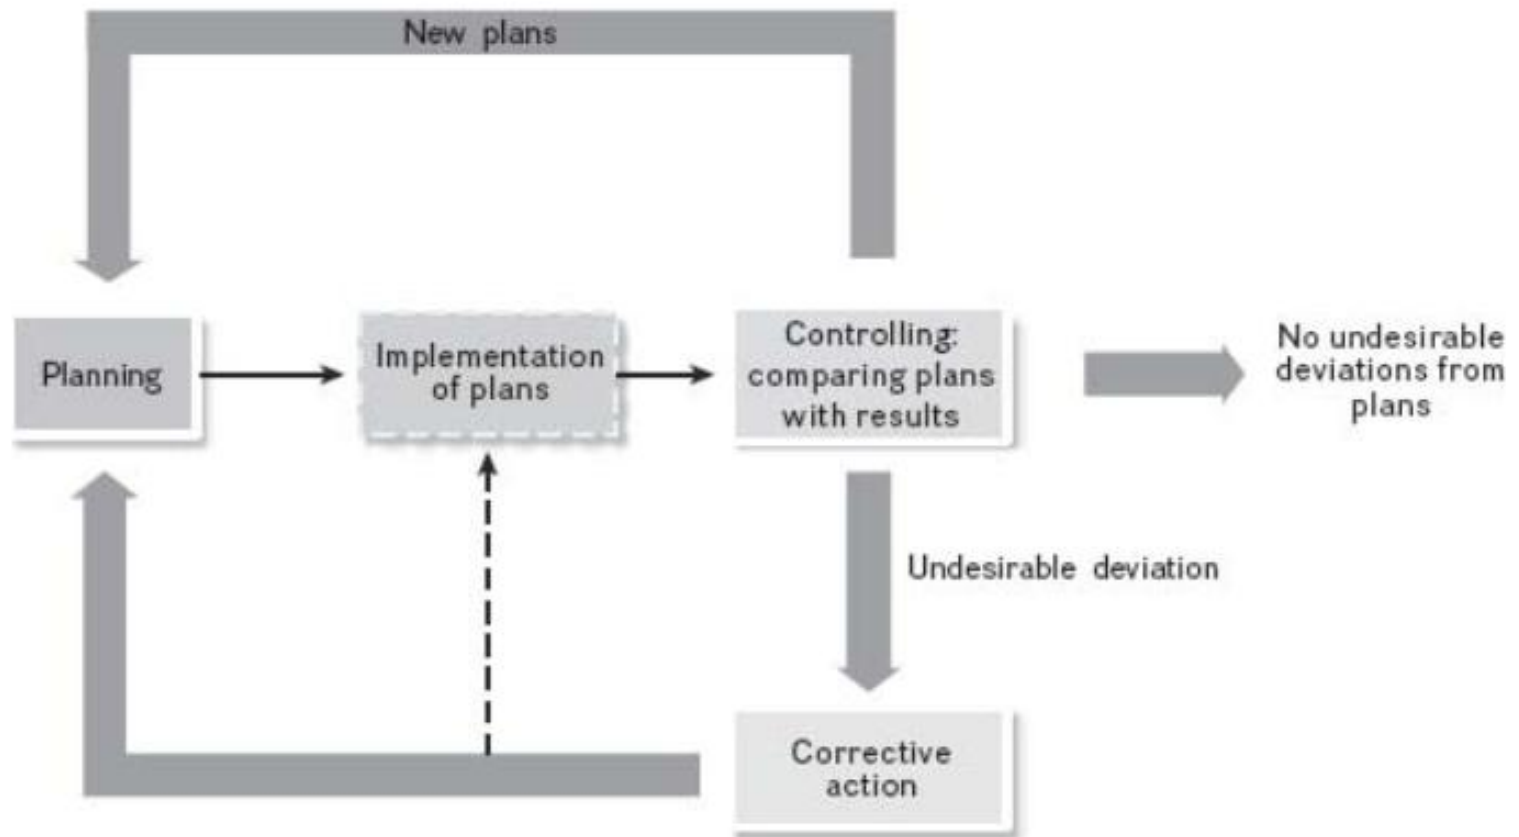 New plans
Planning
Implementation
of plans
Controlling:
comparing plans
with results
No undesirable
deviations from
plans
Undesirable deviation
Corrective
action